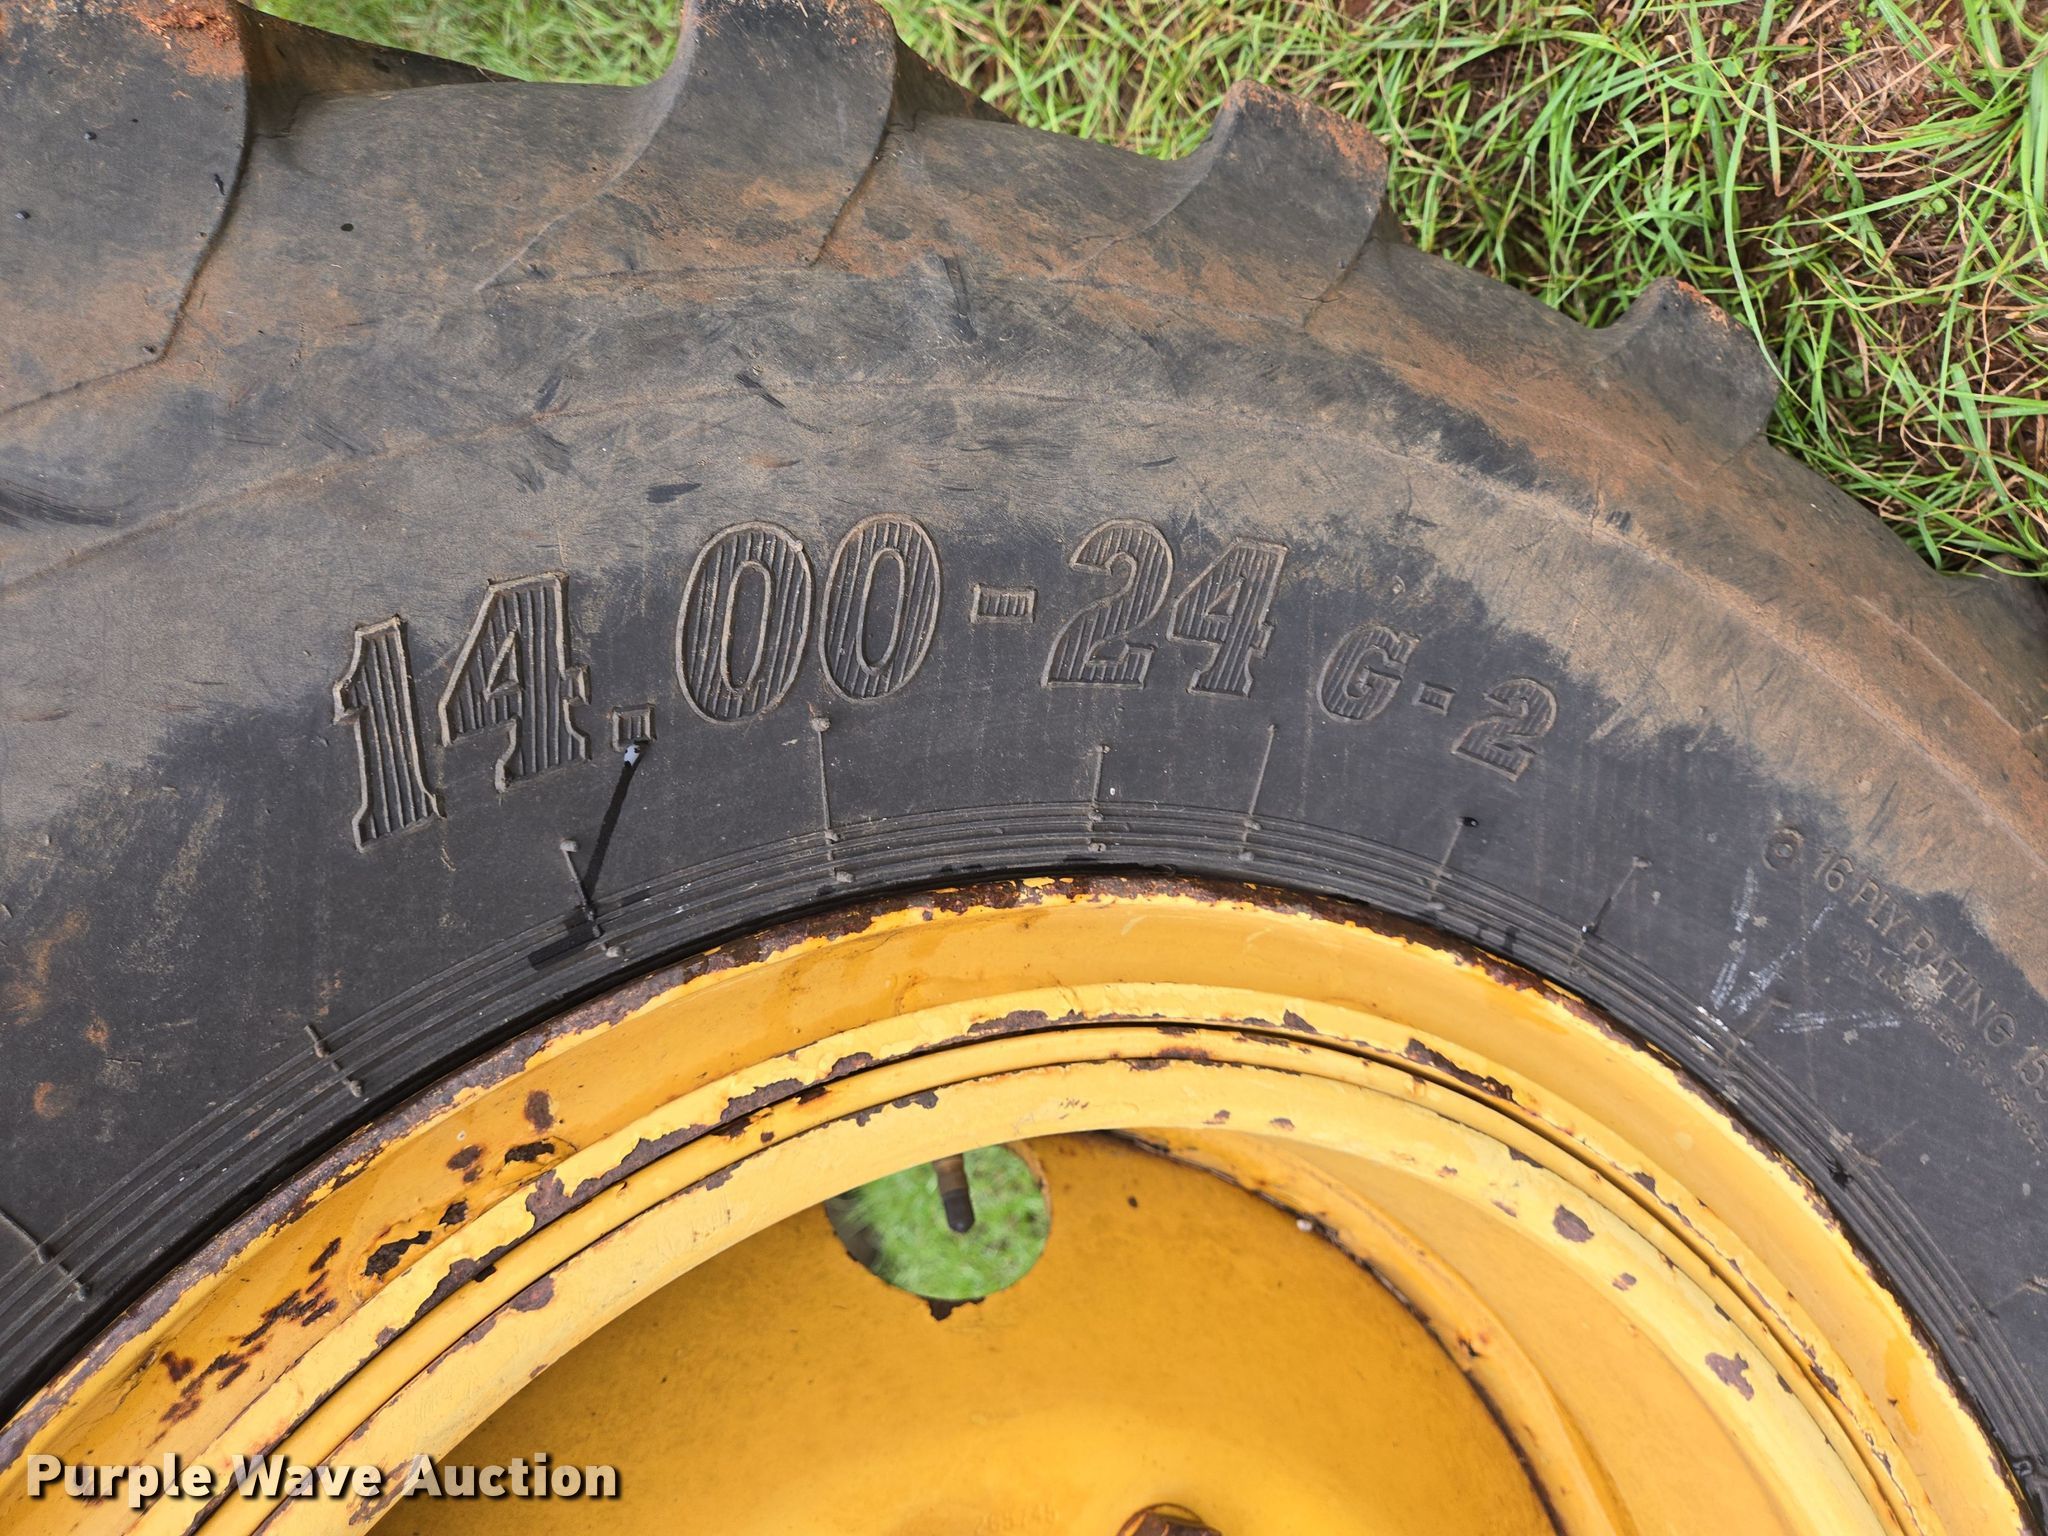 14.00-24 G-2
16 PLY RATING
Purple Wave Auction